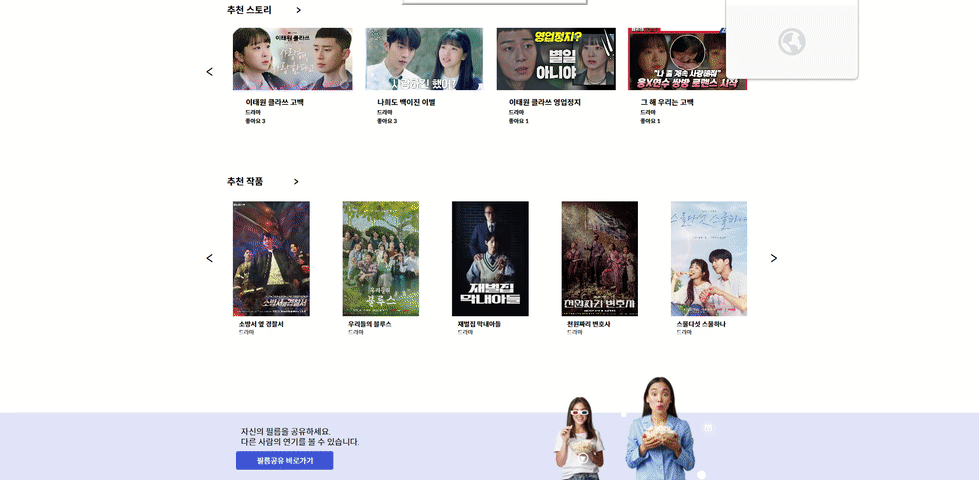 추천 스토리 >
이태원 클라쓰
사랑해
사랑하긴 했어?
영업정지?
별일
아니야
"나 좀 계속 사랑해줘"
웅X연수 쌍방 로맨스 시작
이태원 클라쓰 고백
드라마
좋아요 3
나희도 백이진 이별
드라마
좋아요 3
이태원 클라쓰 영업정지
드라마
좋아요 1
그 해 우리는 고백
드라마
좋아요 1
추천 작품 >
소방서 옆 경찰서
우리들의
블루스
재벌집
막내아들
천원짜리 변호사
스물다섯 스물하나
소방서 옆 경찰서
드라마
우리들의 블루스
드라마
재벌집 막내아들
드라마
천원짜리 변호사
드라마
스물다섯 스물하나
드라마
자신의 필름을 공유하세요.
다른 사람의 연기를 볼 수 있습니다.
필름공유 바로가기